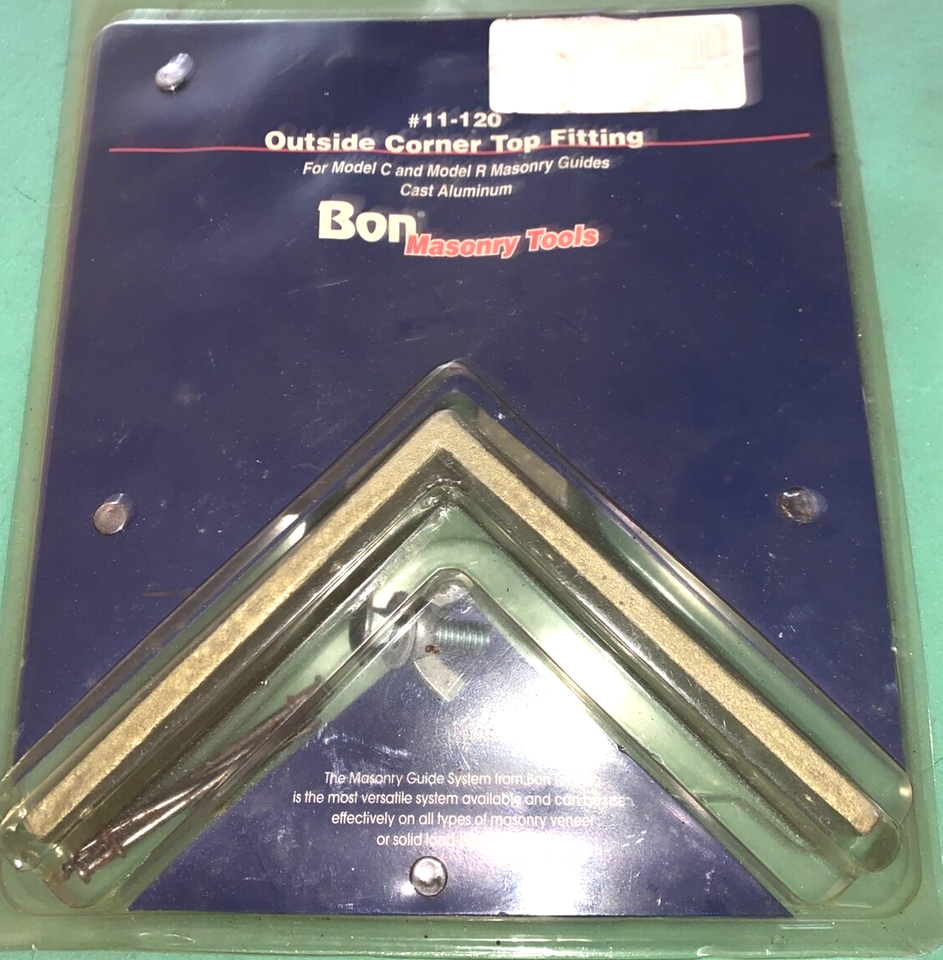 #11-120
Outside Corner Top Fitting
For Model C and Model R Masonry Guides
Cast Aluminum
Bon® Masonry Tools
The Masonry Guide System from Bon
is the most versatile system available and can be
effectively on all types of masonry veneer
or solid